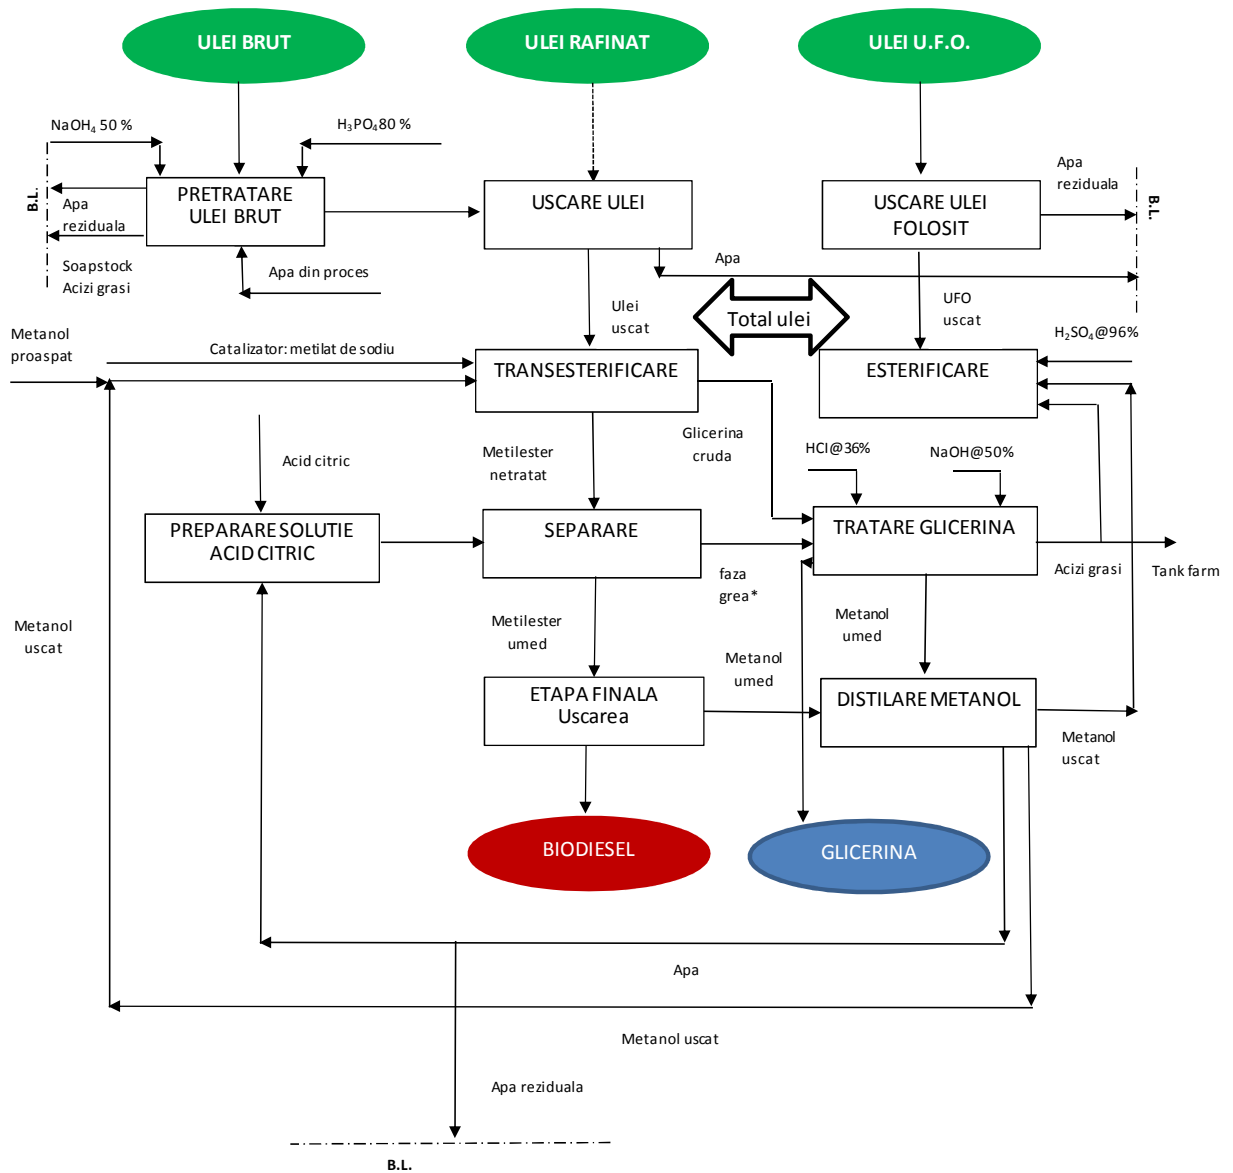 ULEI BRUT
ULEI RAFINAT
ULEI U.F.O.
NaOH₄ 50 %
H₃PO₄80 %
Apa
reziduala
B.L.
PRETRATARE
ULEI BRUT
USCARE ULEI
USCARE ULEI
FOLOSIT
B.L.
Apa
reziduala
Soapstock
Acizi grasi
Apa din proces
Apa
Ulei
uscat
Total ulei
UFO
uscat
Metanol
proaspat
Catalizator: metilat de sodiu
H₂SO₄@96%
TRANSESTERIFICARE
ESTERIFICARE
Acid citric
Metilester
netratat
Glicerina
cruda
HCl@36%
NaOH@50%
PREPARARE SOLUTIE
ACID CITRIC
SEPARARE
TRATARE GLICERINA
faza
grea*
Acizi grasi
Tank farm
Metanol
uscat
Metilester
umed
Metanol
umed
Metanol
umed
ETAPA FINALA
Uscarea
DISTILARE METANOL
Metanol
uscat
BIODIESEL
GLICERINA
Apa
Metanol uscat
Apa reziduala
B.L.